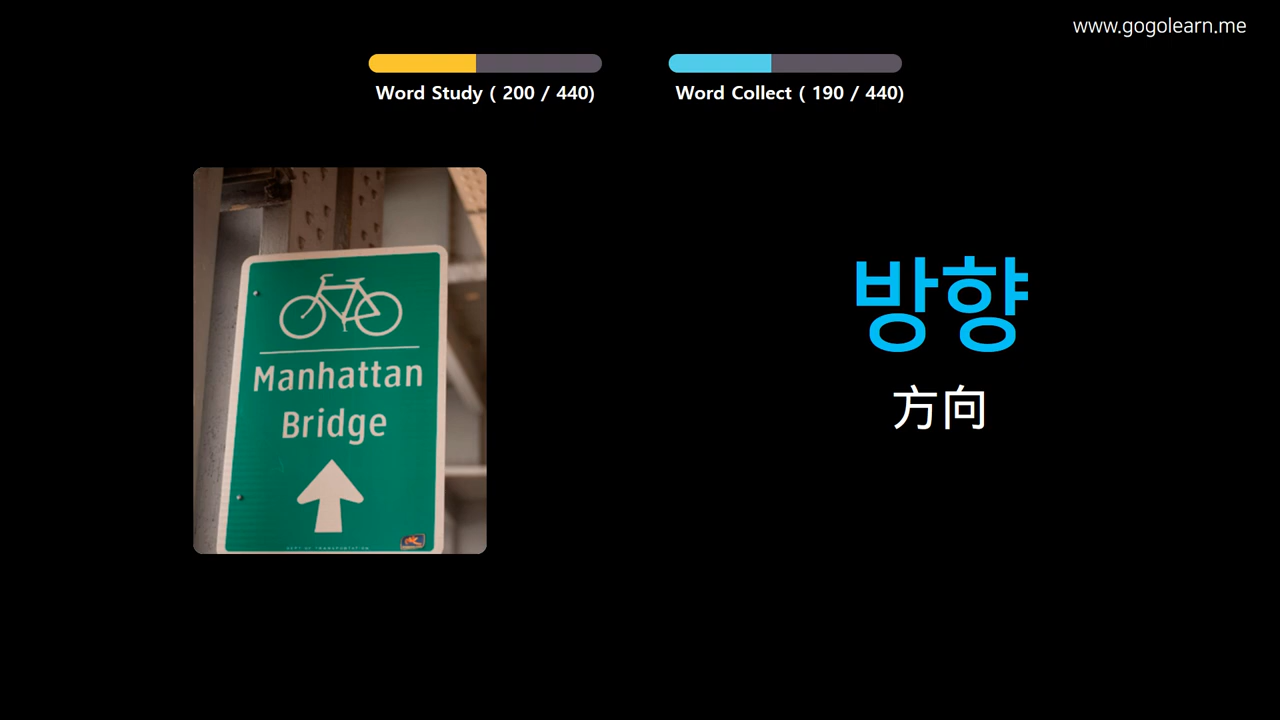 www.gogolearn.me
Word Study ( 200 / 440)
Word Collect ( 190 / 440)
Manhattan
Bridge
방향
方向